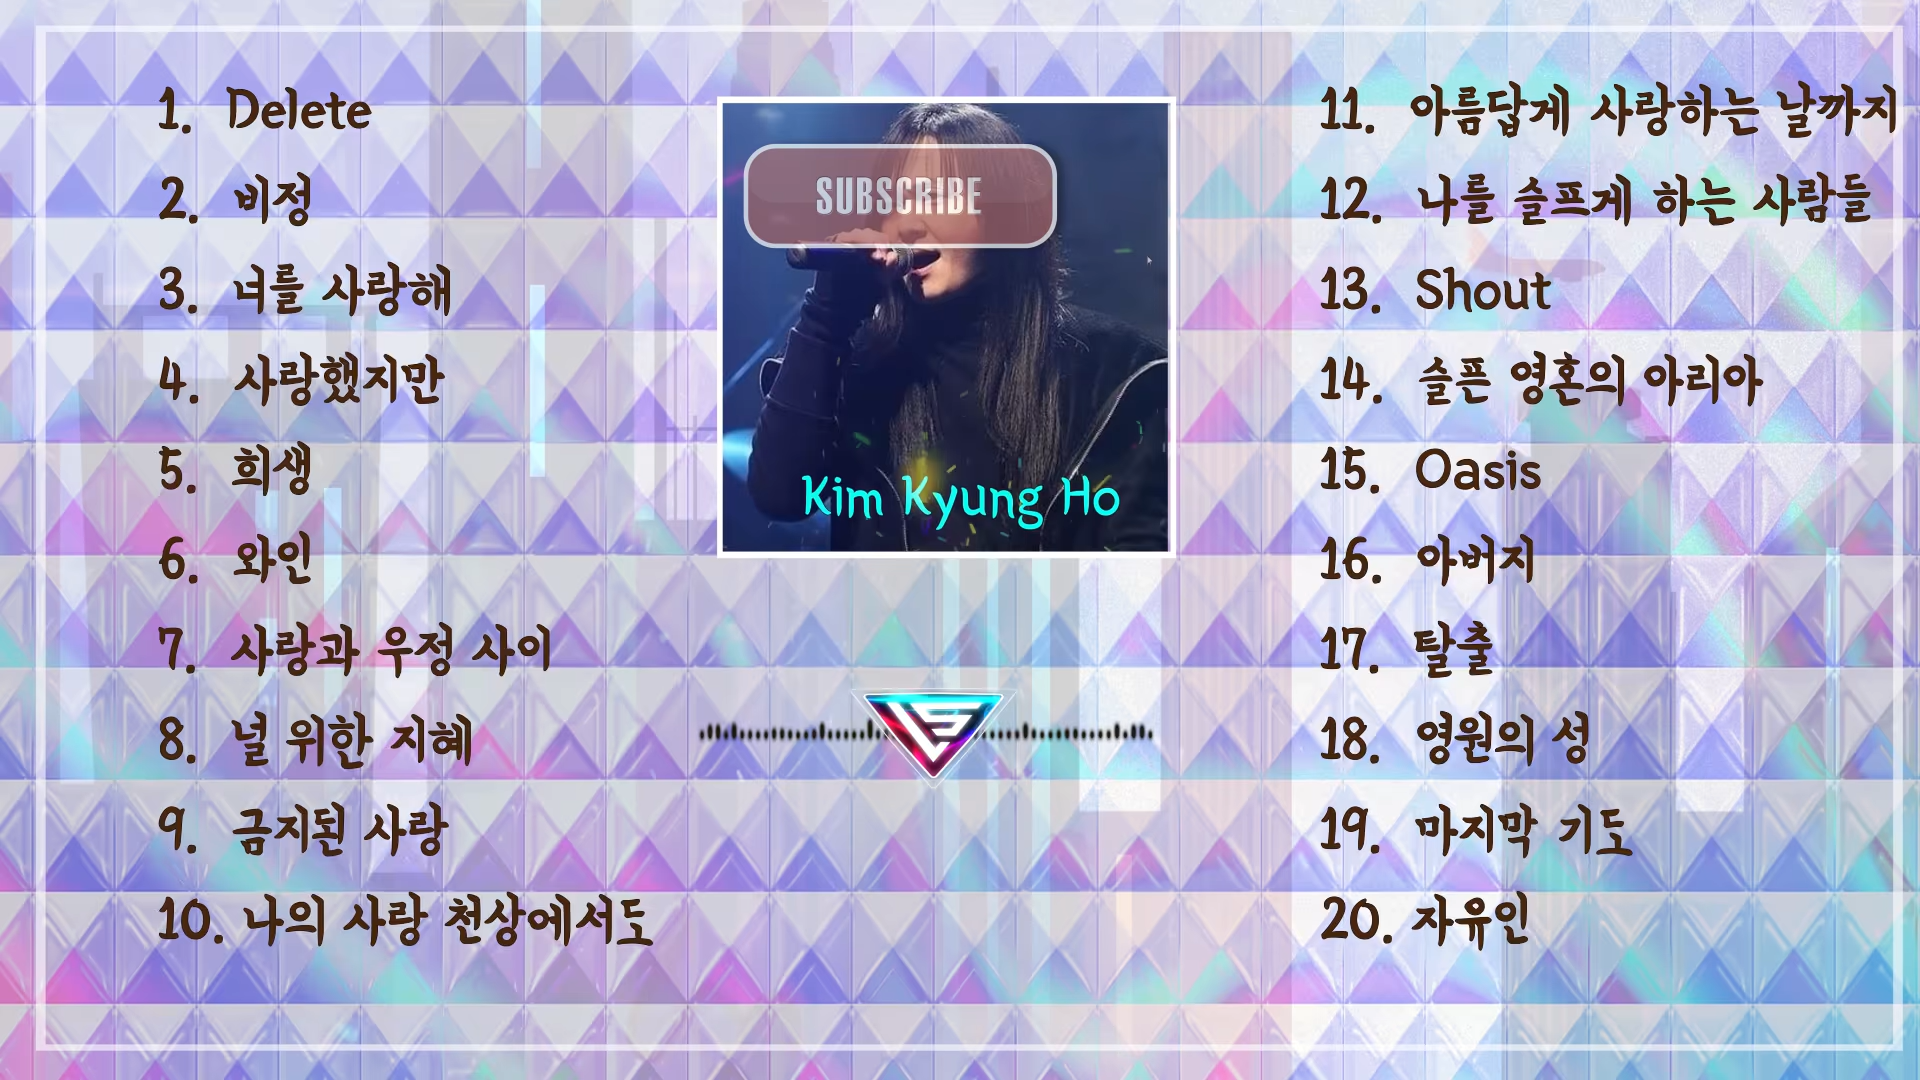 1. Delete
2. 비정
3. 너를 사랑해
4. 사랑했지만
5. 희생
6. 와인
7. 사랑과 우정 사이
8. 널 위한 지혜
9. 금지된 사랑
10. 나의 사랑 천상에서도
SUBSCRIBE
Kim Kyung Ho
11. 아름답게 사랑하는 날까지
12. 나를 슬프게 하는 사람들
13. Shout
14. 슬픈 영혼의 아리아
15. Oasis
16. 아버지
17. 탈출
18. 영원의 성
19. 마지막 기도
20. 자유인